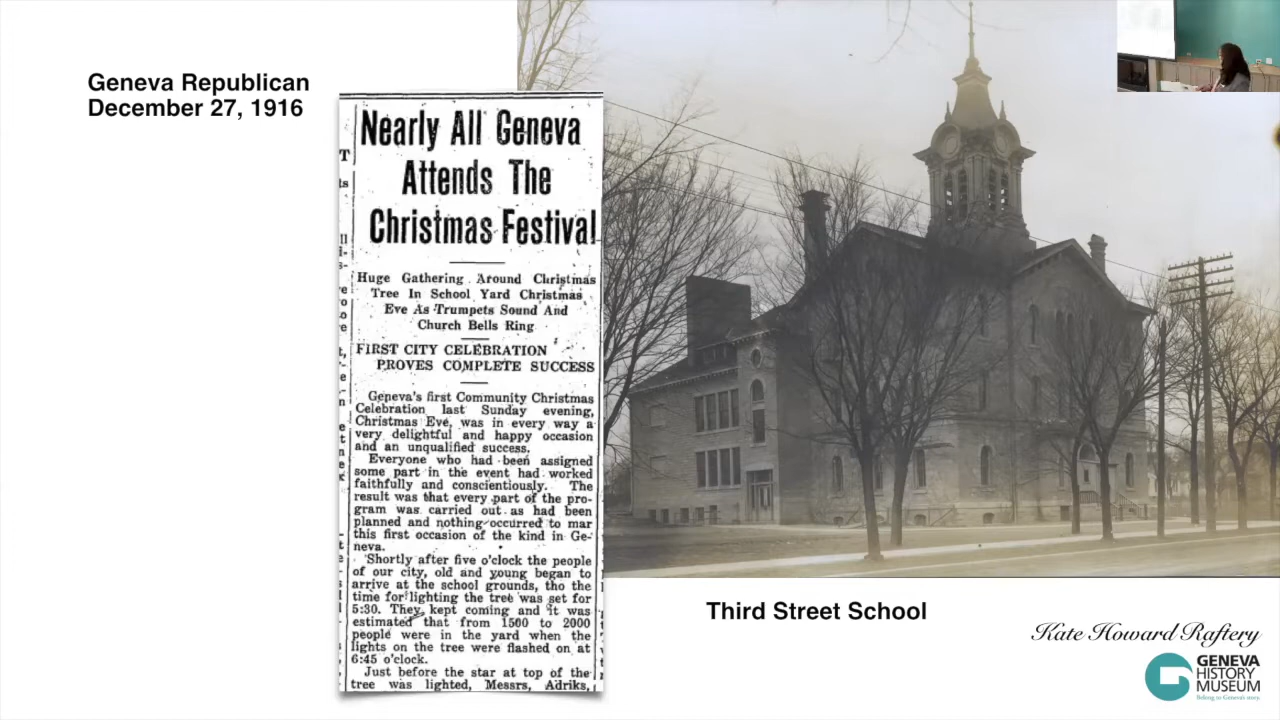 Geneva Republican
December 27, 1916
Nearly All Geneva
Attends The
Christmas Festival
Huge Gathering Around Christmas
Tree In School Yard Christmas
Eve As Trumpets Sound And
Church Bells Ring
FIRST CITY CELEBRATION
PROVES COMPLETE SUCCESS
Geneva's first Community Christmas
Celebration last Sunday evening,
Christmas Eve, was in every way a
very delightful and happy occasion
and an unqualified success.
Everyone who had been assigned
some part in the event had worked
faithfully and conscientiously. The
result was that every part of the pro-
gram was carried out as had been
planned and nothing occurred to mar
this first occasion of the kind in Ge-
neva.
Shortly after five o'clock the people
of our city, old and young began to
arrive at the school grounds, tho the
time for lighting the tree was set for
5:30. They kept coming and it was
estimated that from 1500 to 2000
people were in the yard when the
lights on the tree were flashed on at
6:45 o'clock.
Just before the star at top of the
tree was lighted, Messrs, Adriks,
Third Street School
Kate Howard Raftery
GENEVA
HISTORY
MUSEUM
Relating to Geneva's story.